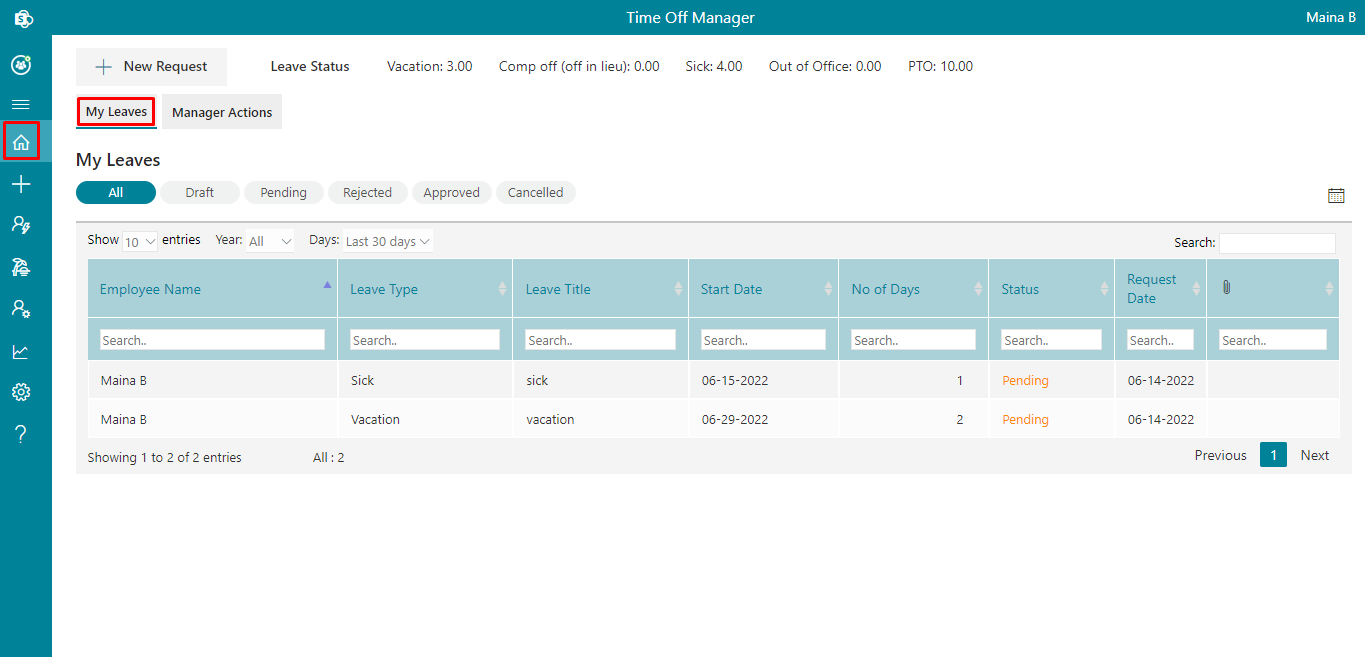 Time Off Manager
Maina B
New Request
Leave Status
Vacation: 3.00
Comp off (off in lieu): 0.00
Sick: 4.00
Out of Office: 0.00
PTO: 10.00
My Leaves
Manager Actions
My Leaves
All
Draft
Pending
Rejected
Approved
Cancelled
Show 10 entries
Year: All
Days: Last 30 days
Search:
Employee Name
Leave Type
Leave Title
Start Date
No of Days
Status
Request
Date
Search..
Search..
Search..
Search..
Search..
Search..
Search..
Search..
Maina B Sick sick 06-15-2022 1 Pending 06-14-2022
Maina B Vacation vacation 06-29-2022 2 Pending 06-14-2022
Showing 1 to 2 of 2 entries
All : 2
Previous 1 Next